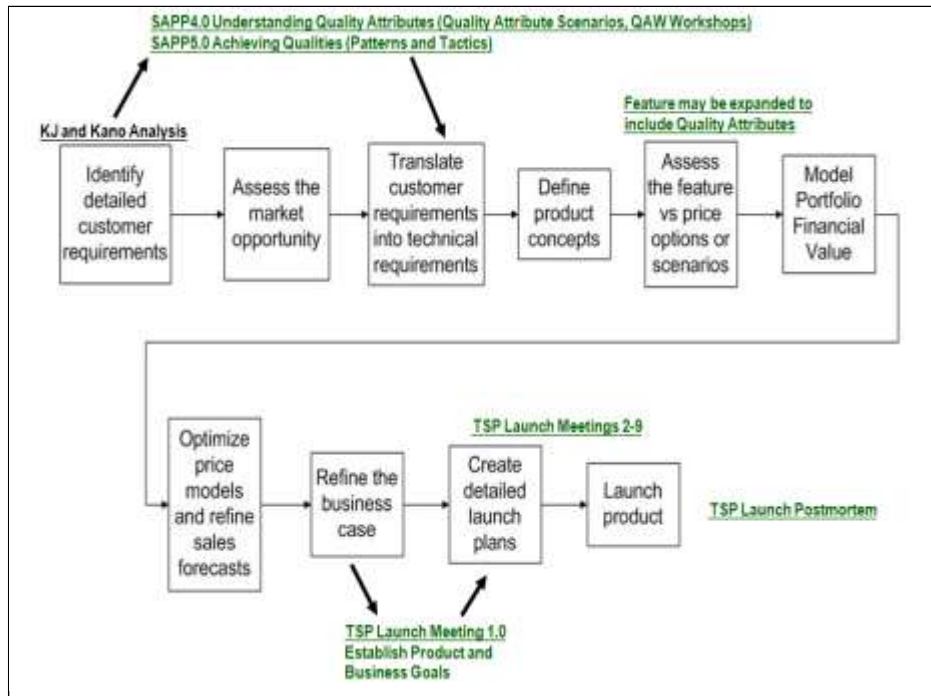 SAPP4.0 Understanding Quality Attributes (Quality Attribute Scenarios, QAW Workshops)
SAPP5.0 Achieving Qualities (Patterns and Tactics)
Feature may be expanded to
include Quality Attributes
KJ and Kano Analysis
Identify
detailed
customer
requirements
Assess the
market
opportunity
Translate
customer
requirements
into technical
requirements
Define
product
concepts
Assess
the feature
vs price
options or
scenarios
Model
Portfolio
Financial
Value
Optimize
price
models
and refine
sales
forecasts
Refine the
business
case
TSP Launch Meetings 2-9
Create
detailed
launch
plans
Launch
product
TSP Launch Postmortem
TSP Launch Meeting 1.0
Establish Product and
Business Goals